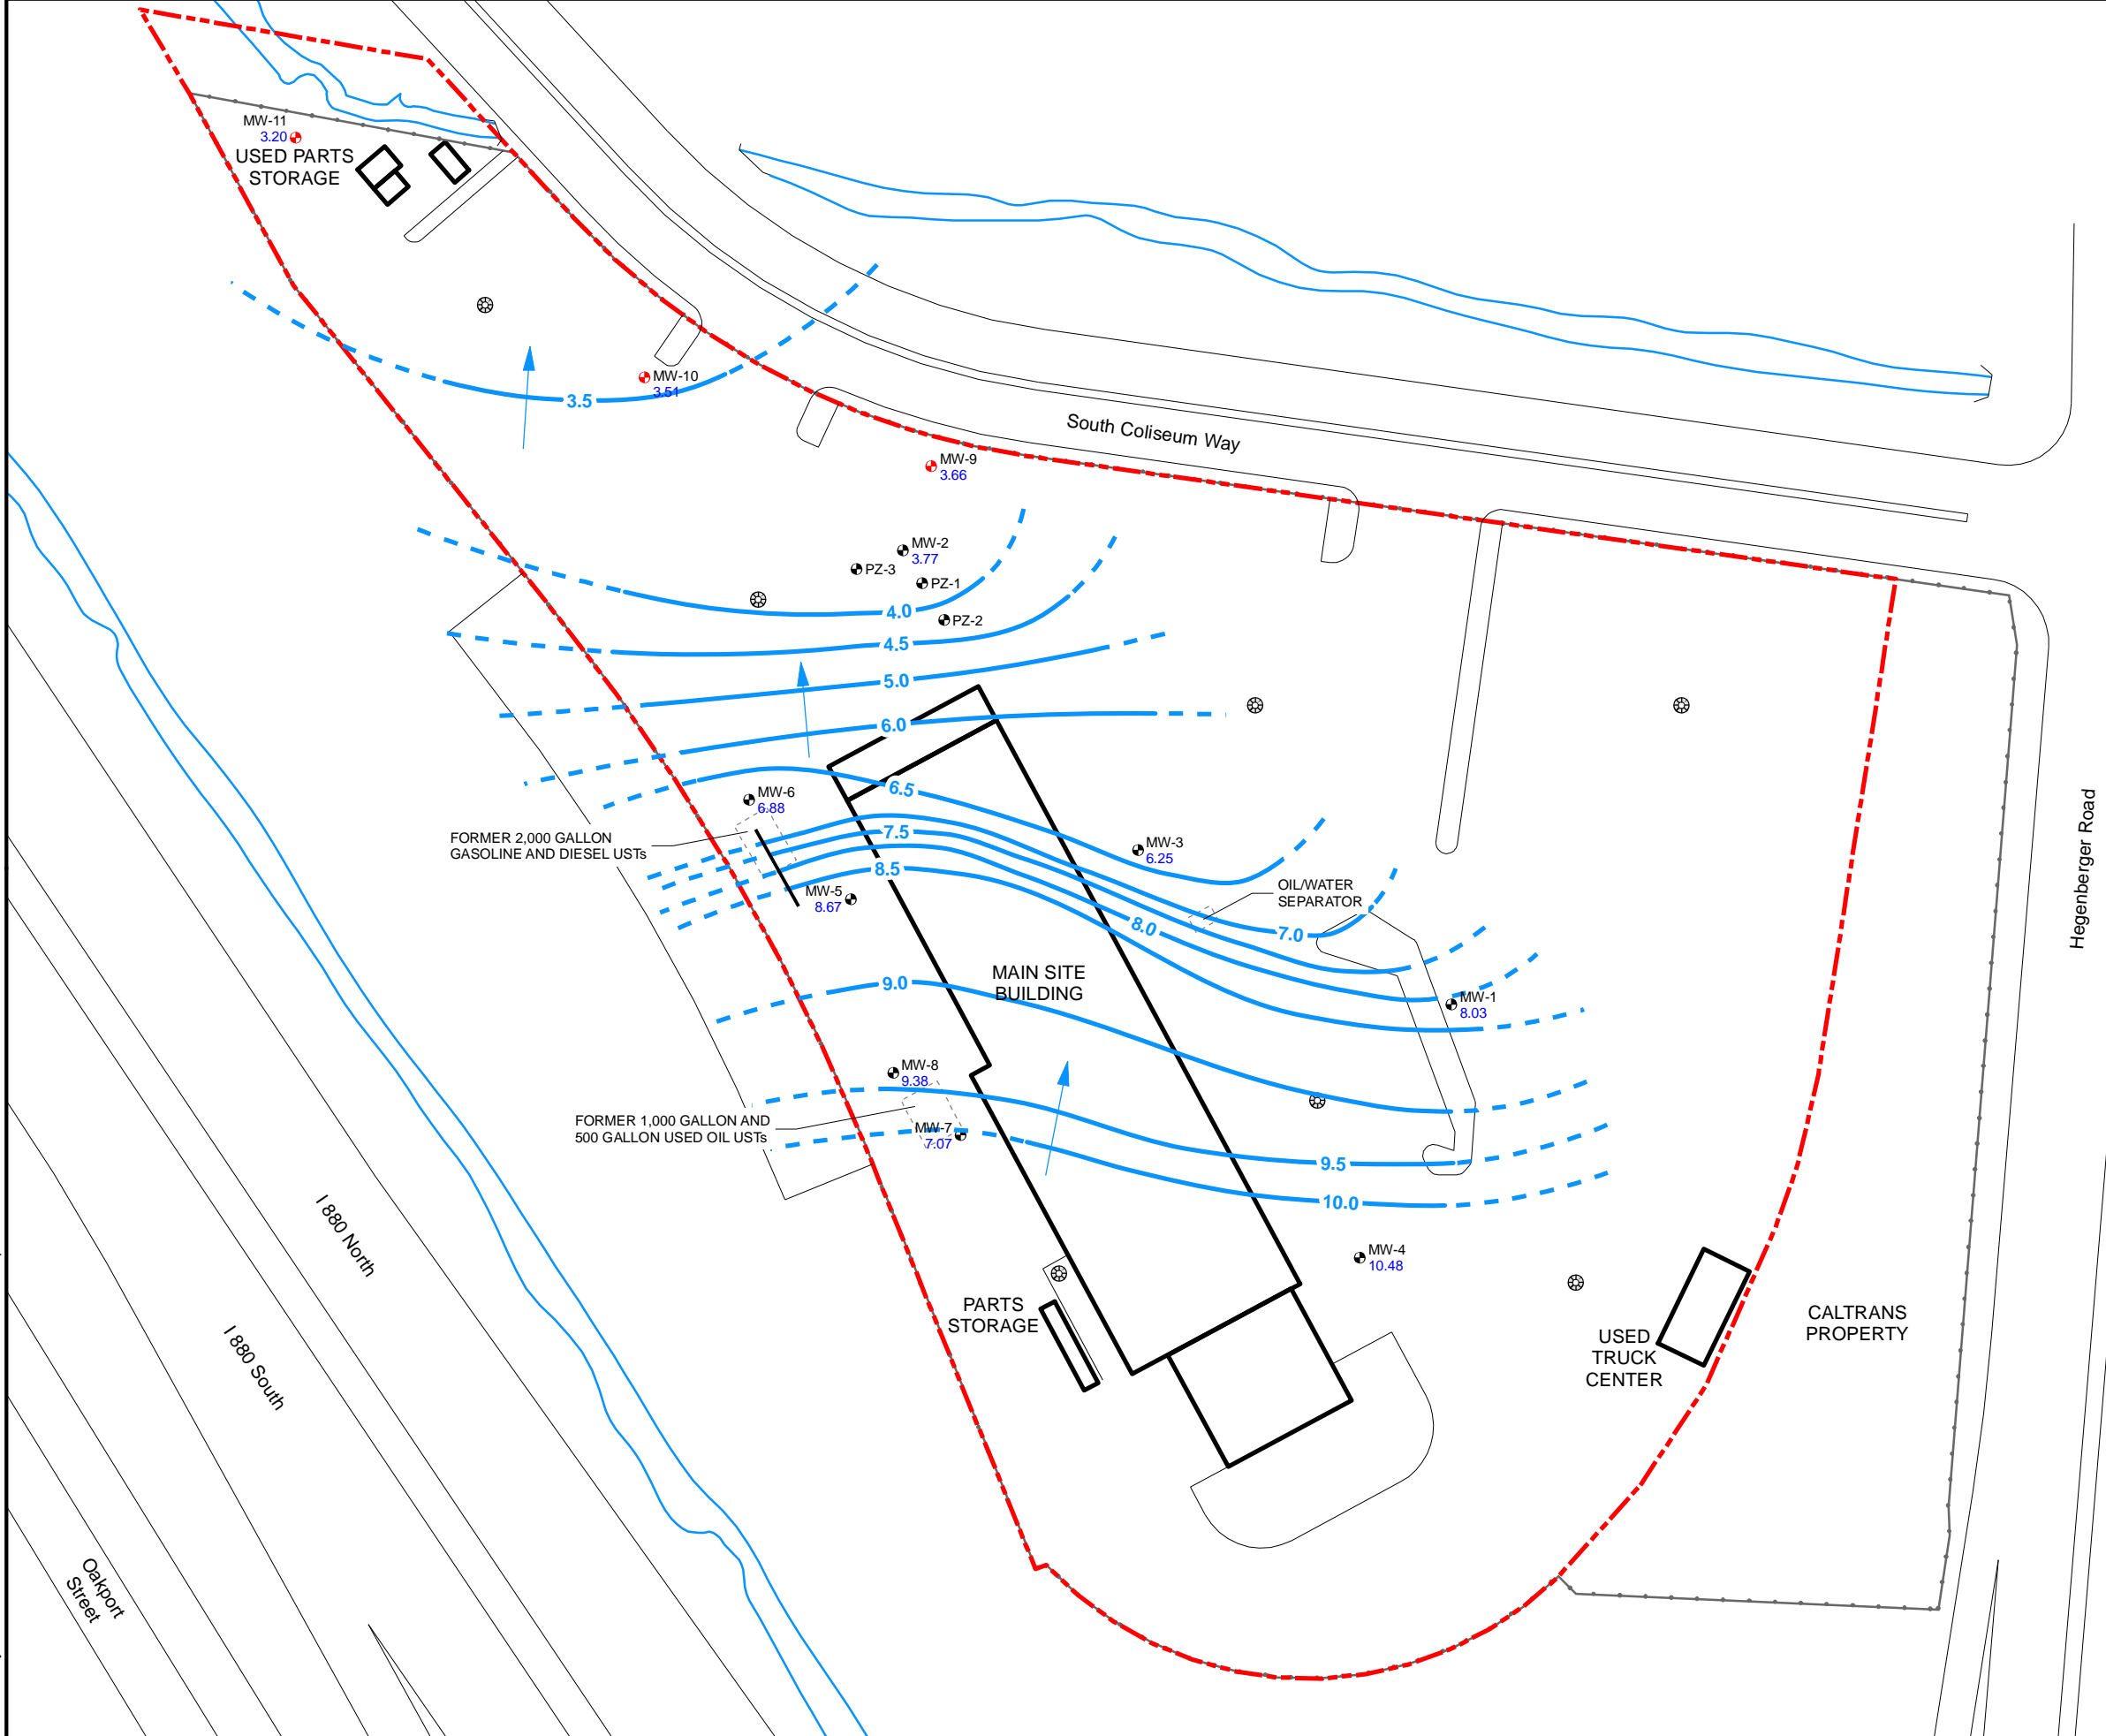 MW-11
3.20
USED PARTS
STORAGE
MW-10
3.51
3.5
South Coliseum Way
MW-9
3.66
MW-2
3.77
PZ-3
PZ-1
PZ-2
4.0
4.5
5.0
6.0
6.5
MW-6
6.88
FORMER 2,000 GALLON
GASOLINE AND DIESEL USTs
7.5
MW-3
6.25
8.5
MW-5
8.67
OIL/WATER
SEPARATOR
8.0
7.0
Hegenberger Road
MAIN SITE
BUILDING
9.0
MW-1
8.03
MW-8
9.38
FORMER 1,000 GALLON AND
500 GALLON USED OIL USTs
MW-7
7.07
9.5
10.0
MW-4
10.48
I 880 North
I 880 South
PARTS
STORAGE
USED
TRUCK
CENTER
CALTRANS
PROPERTY
Oakport
Street